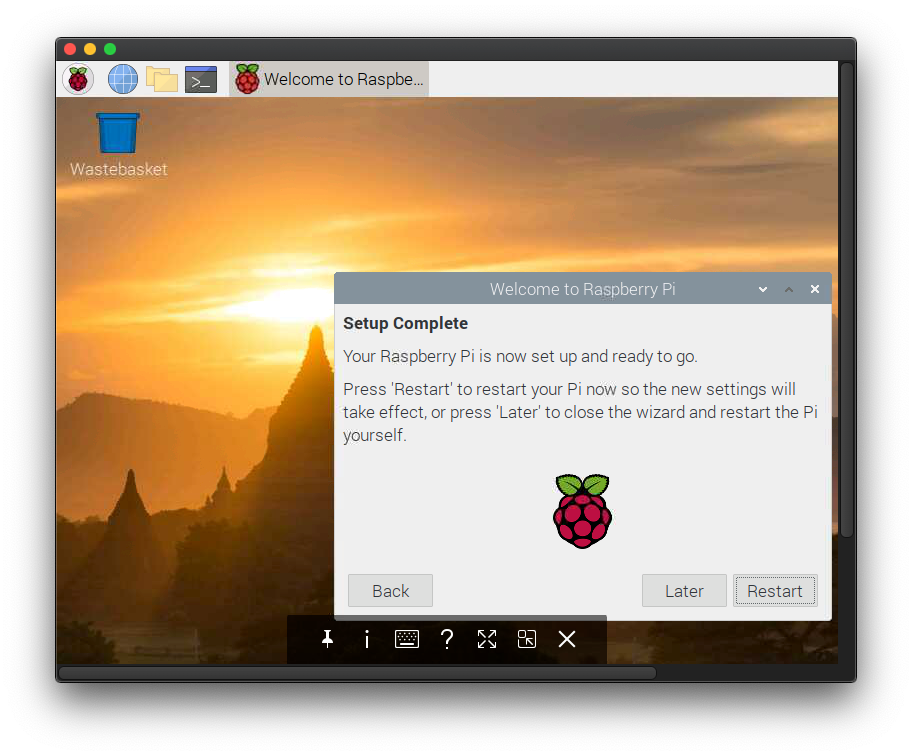 Welcome to Raspbe...
Wastebasket
Welcome to Raspberry Pi
Setup Complete
Your Raspberry Pi is now set up and ready to go.
Press 'Restart' to restart your Pi now so the new settings will
take effect, or press 'Later' to close the wizard and restart the Pi
yourself.
Back
Later
Restart